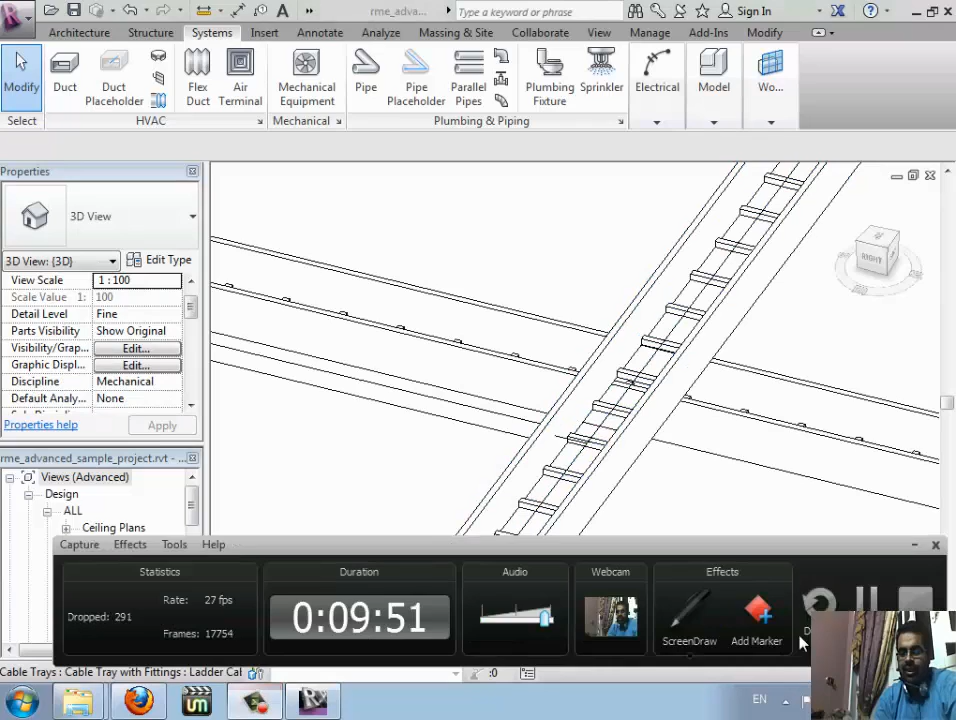 rme_adva...
Type a keyword or phrase
Sign In
Architecture Structure Systems Insert Annotate Analyze Massing & Site Collaborate View Manage Add-Ins Modify
Modify
Duct
Duct Placeholder
Flex Duct
Air Terminal
Mechanical Equipment
Pipe
Pipe Placeholder
Parallel Pipes
Plumbing Fixture
Sprinkler
Electrical
Model
Wo...
Select
HVAC
Mechanical
Plumbing & Piping
Properties
3D View
3D View: {3D}
Edit Type
View Scale 1 : 100
Scale Value 1: 100
Detail Level Fine
Parts Visibility Show Original
Visibility/Grap... Edit...
Graphic Displ... Edit...
Discipline Mechanical
Default Analy... None
Properties help
Apply
RIGHT
rme_advanced_sample_project.rvt - ...
Views (Advanced)
Design
ALL
Ceiling Plans
Capture Effects Tools Help
Statistics
Duration
Audio
Webcam
Effects
Rate: 27 fps
Dropped: 291
Frames: 17754
0:09:51
ScreenDraw
Add Marker
Cable Trays : Cable Tray with Fittings : Ladder Cal
:0
EN